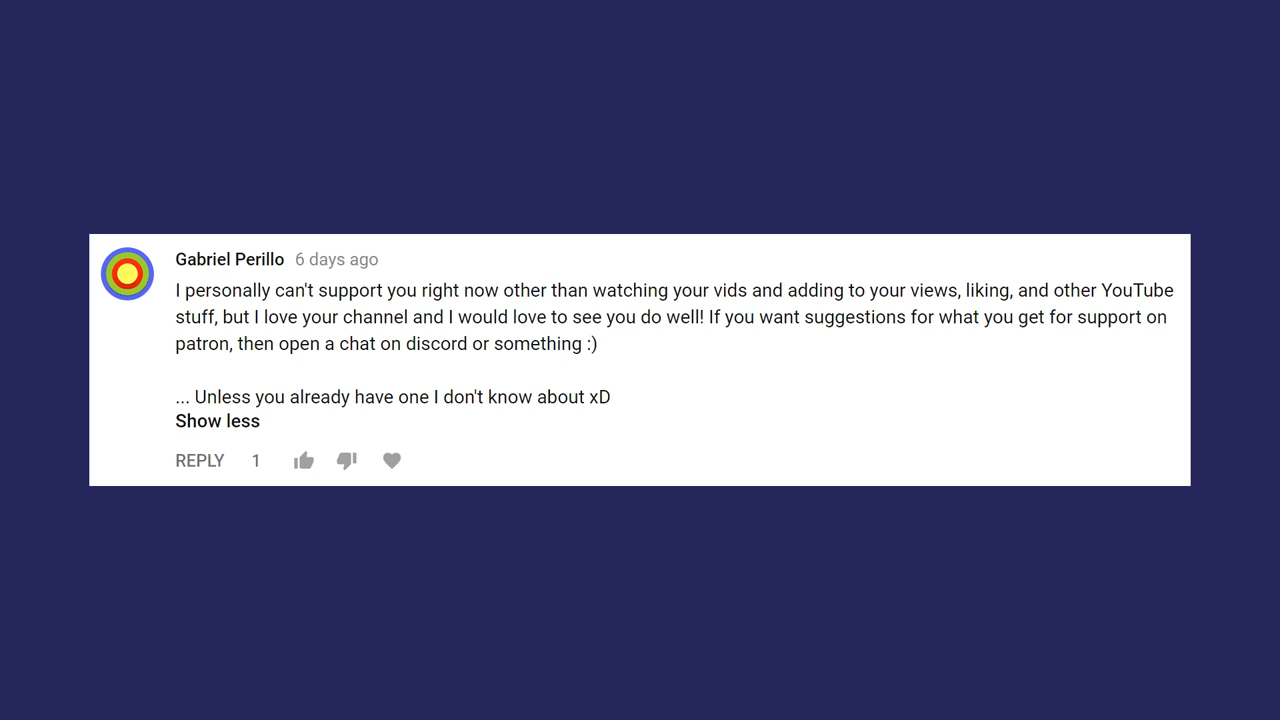 Gabriel Perillo 6 days ago
I personally can't support you right now other than watching your vids and adding to your views, liking, and other YouTube
stuff, but I love your channel and I would love to see you do well! If you want suggestions for what you get for support on
patron, then open a chat on discord or something :)
... Unless you already have one I don't know about xD
Show less
REPLY 1